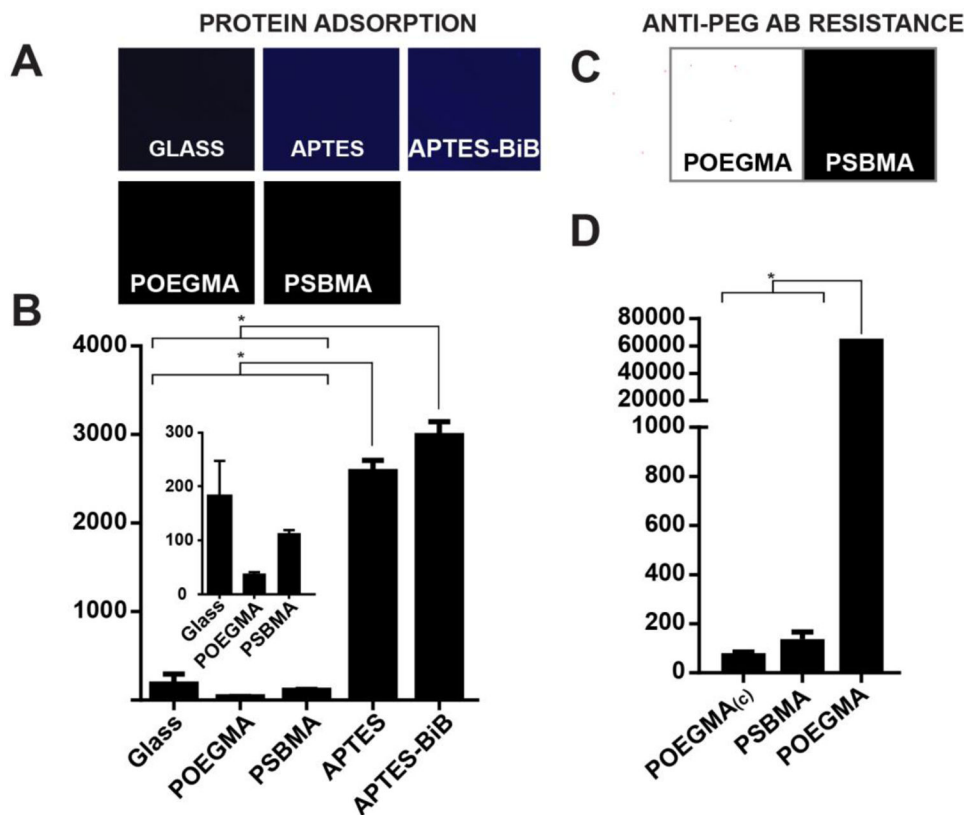 PROTEIN ADSORPTION
ANTI-PEG AB RESISTANCE
A
GLASS
APTES
APTES-BiB
POEGMA
PSBMA
B
*
*
4000
3000
2000
1000
300
200
100
0
Glass
POEGMA
PSBMA
Glass
POEGMA
PSBMA
APTES
APTES-BiB
C
POEGMA
PSBMA
D
*
80000
60000
40000
20000
1000
800
600
400
200
0
POEGMA(c)
PSBMA
POEGMA